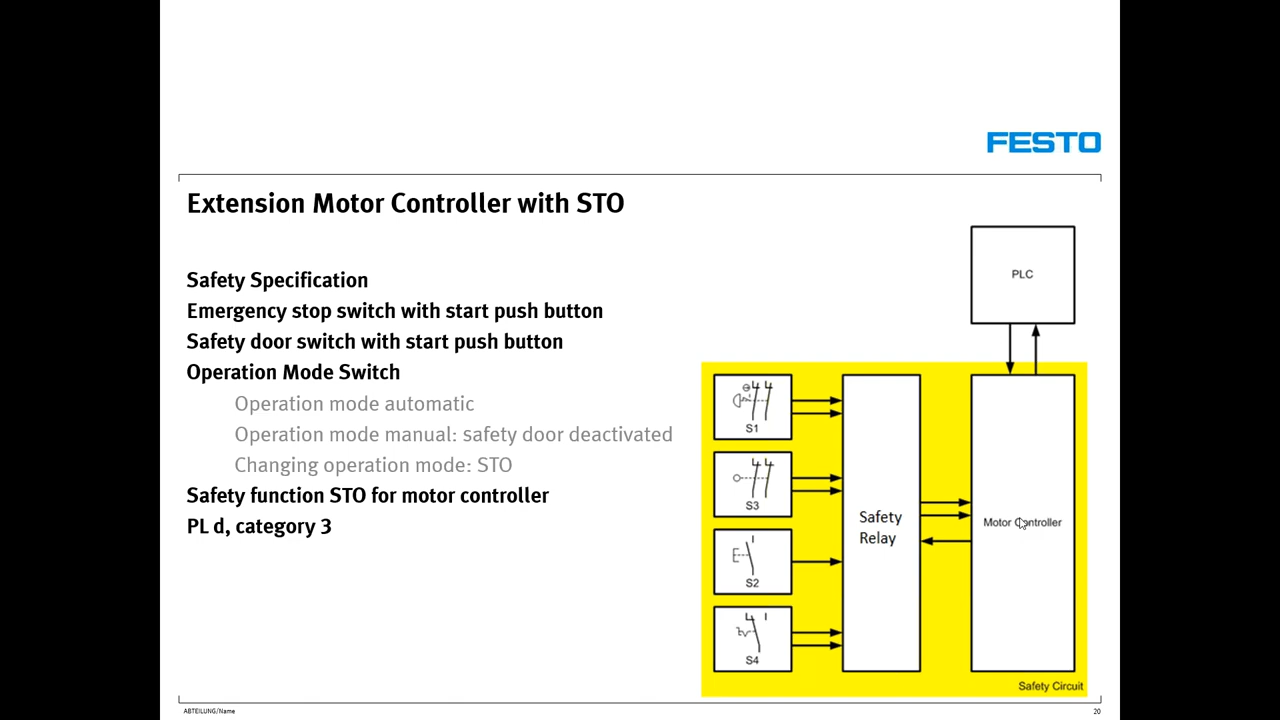 FESTO
Extension Motor Controller with STO
Safety Specification
Emergency stop switch with start push button
Safety door switch with start push button
Operation Mode Switch
Operation mode automatic
Operation mode manual: safety door deactivated
Changing operation mode: STO
Safety function STO for motor controller
PL d, category 3
PLC
S1
S3
S2
S4
Safety
Relay
Motor Controller
Safety Circuit
ABTEILUNG/Name
20